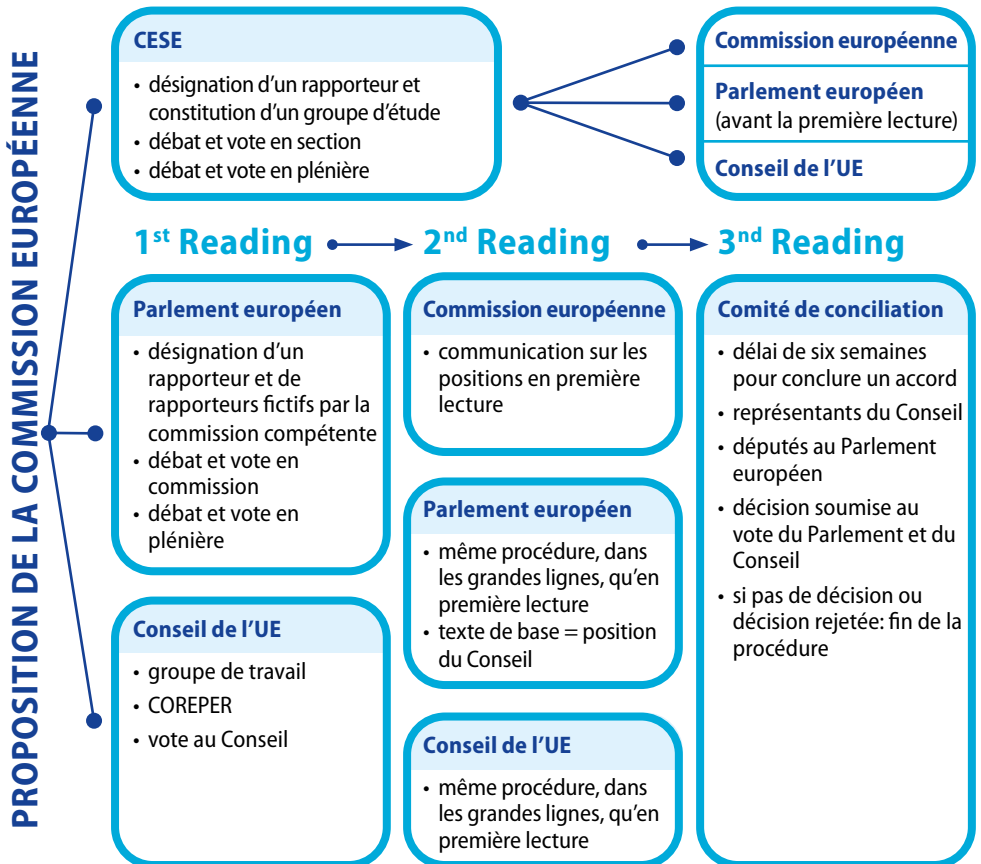 PROPOSITION DE LA COMMISSION EUROPÉENNE
CESE
• désignation d’un rapporteur et
constitution d’un groupe d’étude
• débat et vote en section
• débat et vote en plénière
Commission européenne
Parlement européen
(avant la première lecture)
Conseil de l’UE
1st Reading
2nd Reading
3nd Reading
Parlement européen
• désignation d’un
rapporteur et de
rapporteurs fictifs par la
commission compétente
• débat et vote en
commission
• débat et vote en
plénière
Conseil de l’UE
• groupe de travail
• COREPER
• vote au Conseil
Commission européenne
• communication sur les
positions en première
lecture
Parlement européen
• même procédure, dans
les grandes lignes, qu’en
première lecture
• texte de base = position
du Conseil
Conseil de l’UE
• même procédure, dans
les grandes lignes, qu’en
première lecture
Comité de conciliation
• délai de six semaines
pour conclure un accord
• représentants du Conseil
• députés au Parlement
européen
• décision soumise au
vote du Parlement et du
Conseil
• si pas de décision ou
décision rejetée: fin de la
procédure